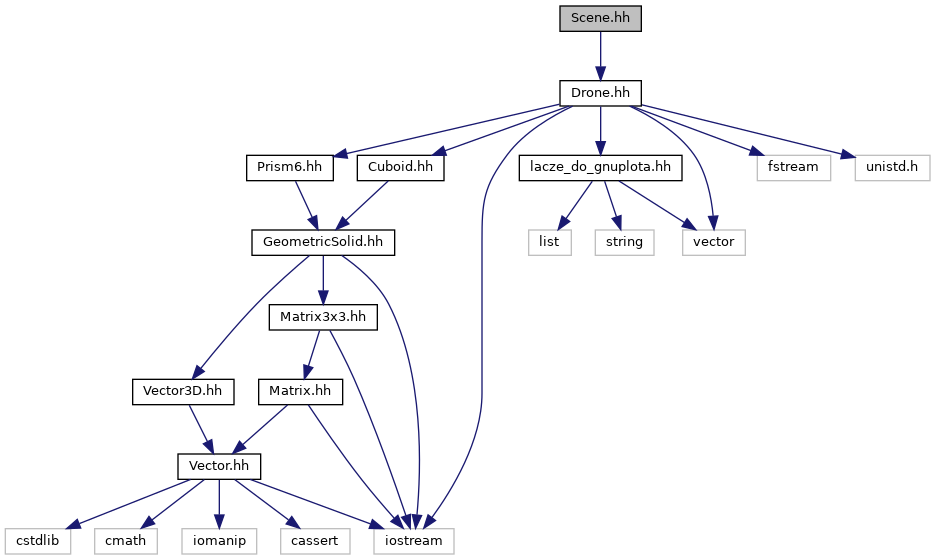 Scene.hh
Drone.hh
Prism6.hh
Cuboid.hh
lacze_do_gnuplota.hh
fstream
unistd.h
GeometricSolid.hh
list
string
vector
Matrix3x3.hh
Vector3D.hh
Matrix.hh
Vector.hh
cstdlib
cmath
iomanip
cassert
iostream